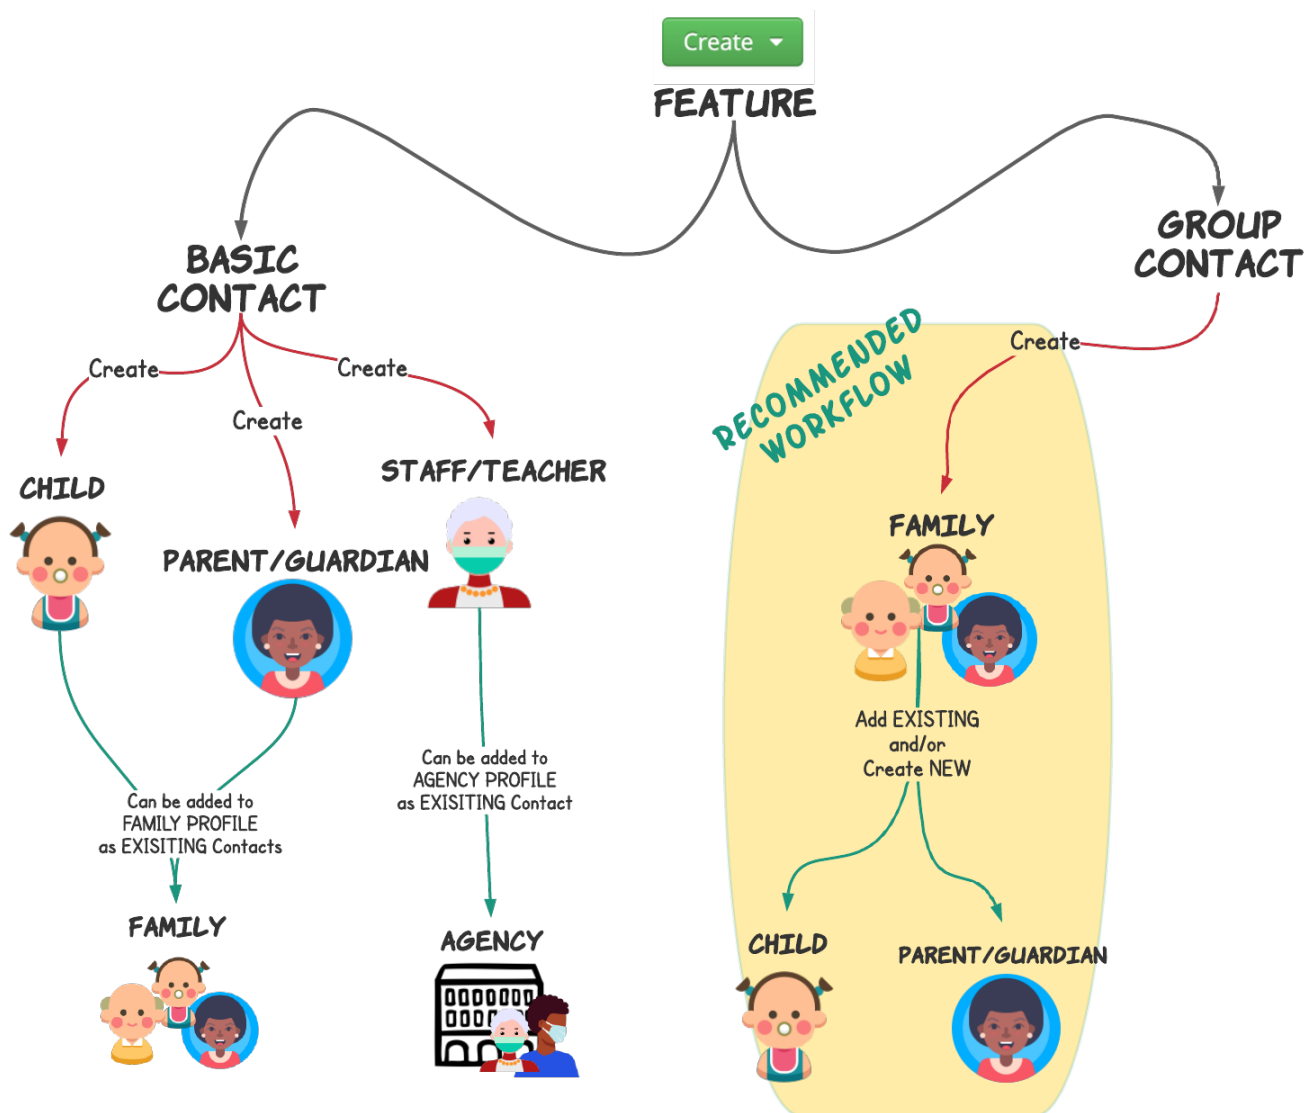 Create
FEATURE
BASIC
CONTACT
GROUP
CONTACT
Create
Create
Create
Create
RECOMMENDED
WORKFLOW
CHILD
STAFF/TEACHER
PARENT/GUARDIAN
FAMILY
Add EXISTING
and/or
Create NEW
Can be added to
AGENCY PROFILE
as EXISITING Contact
Can be added to
FAMILY PROFILE
as EXISITING Contacts
FAMILY
AGENCY
CHILD
PARENT/GUARDIAN